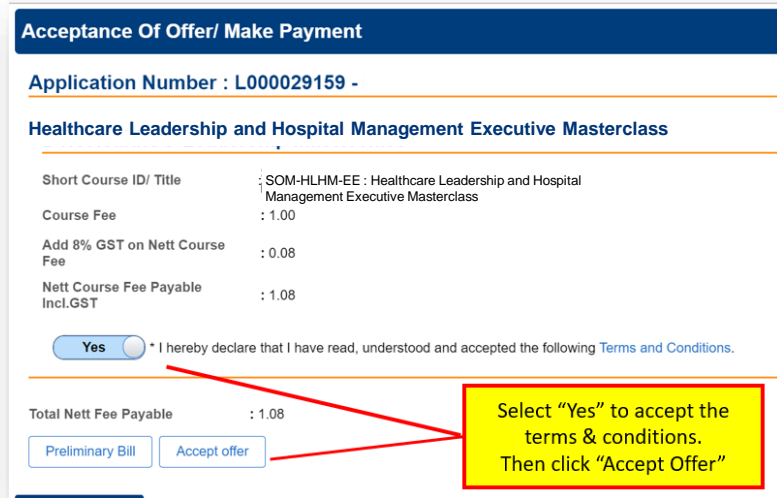 Acceptance Of Offer/ Make Payment
Application Number : L000029159 -
Healthcare Leadership and Hospital Management Executive Masterclass
Short Course ID/ Title : SOM-HLHM-EE : Healthcare Leadership and Hospital
Management Executive Masterclass
Course Fee : 1.00
Add 8% GST on Nett Course
Fee : 0.08
Nett Course Fee Payable
Incl.GST : 1.08
Yes * I hereby declare that I have read, understood and accepted the following Terms and Conditions.
Total Nett Fee Payable : 1.08
Preliminary Bill Accept offer
Select “Yes” to accept the
terms & conditions.
Then click “Accept Offer”